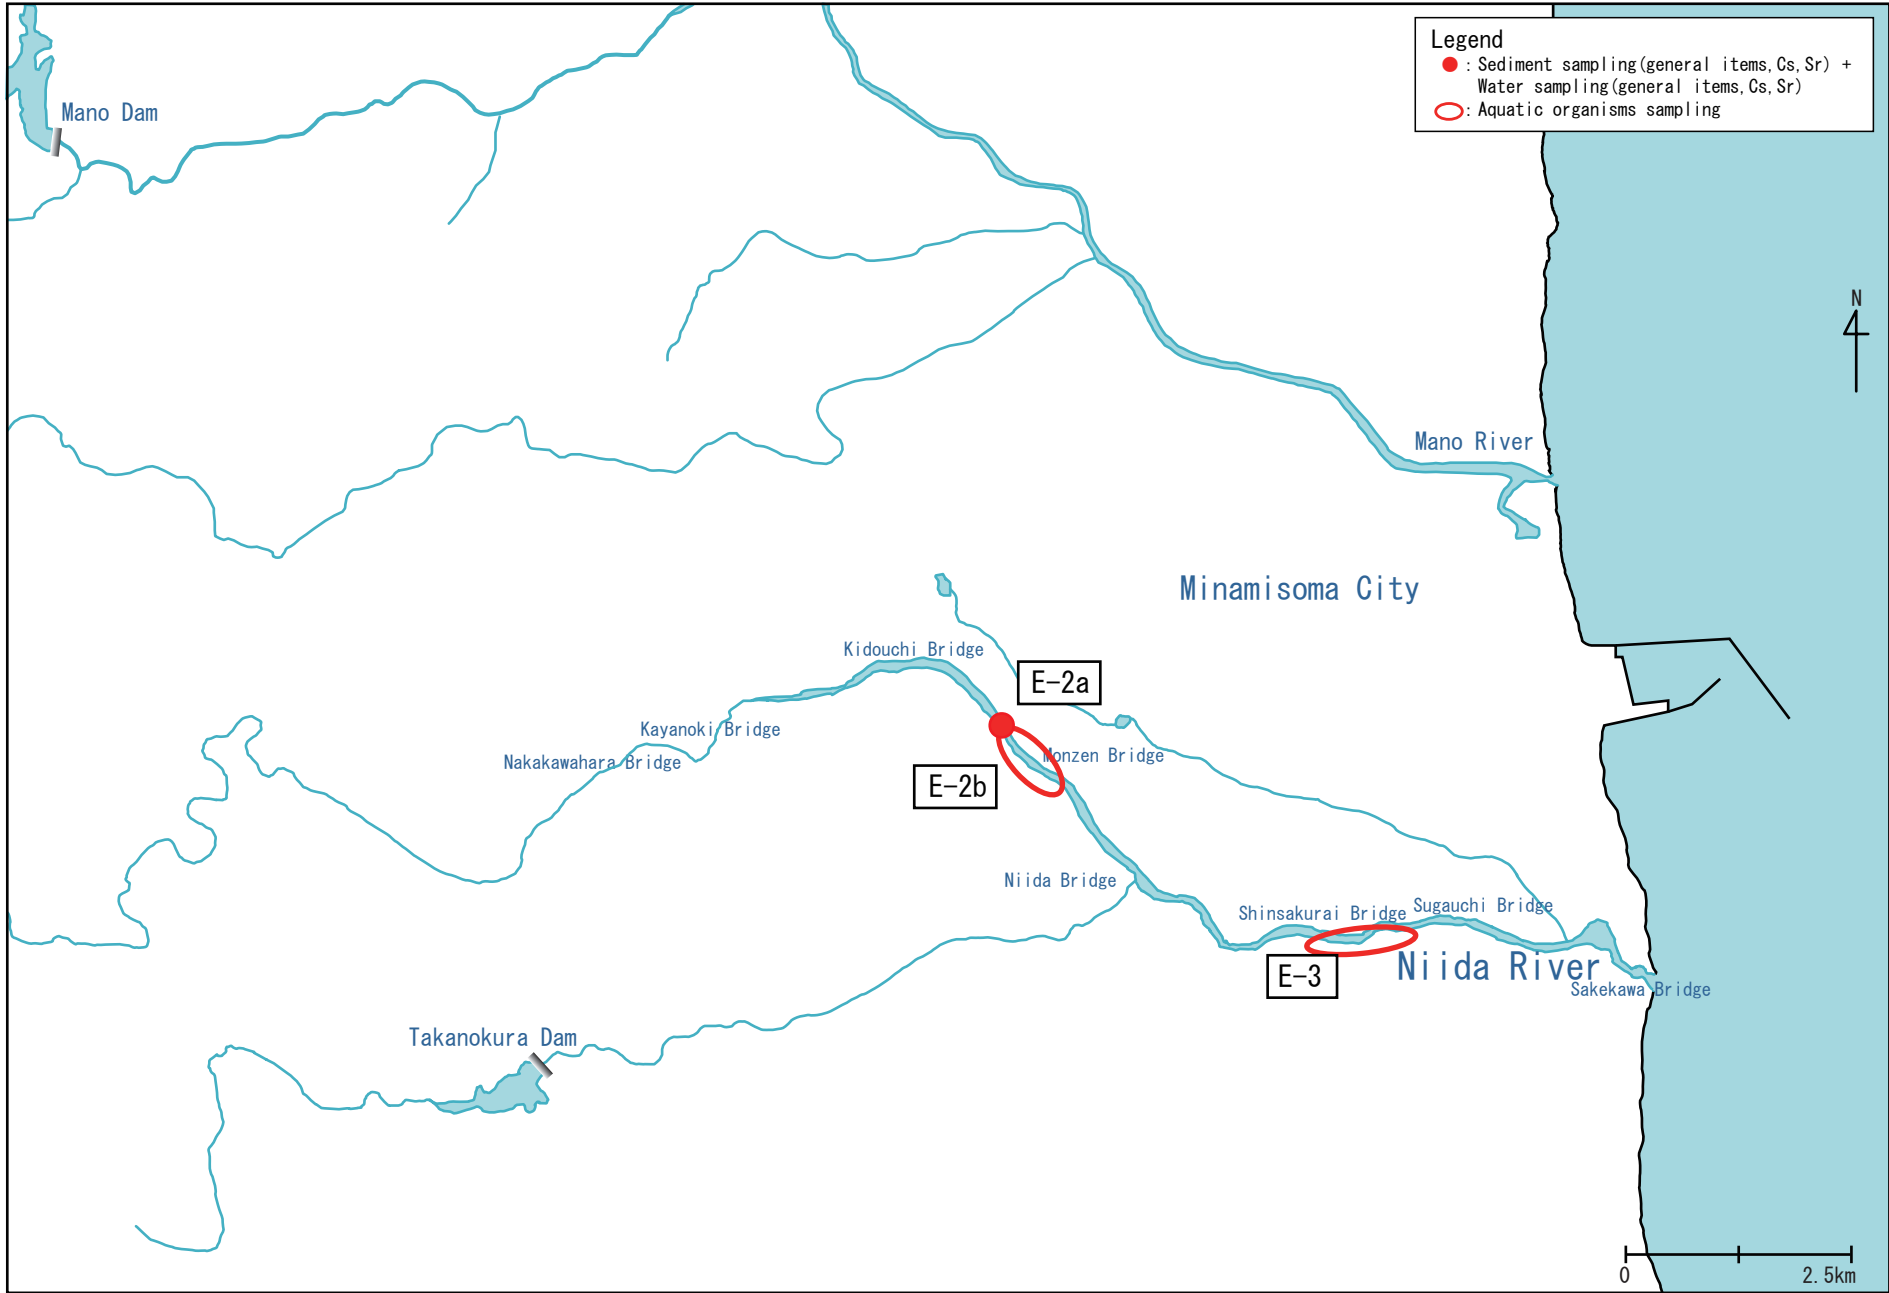 Legend
: Sediment sampling(general items,Cs,Sr) +
Water sampling(general items,Cs,Sr)
: Aquatic organisms sampling
Mano Dam
N
Mano River
Minamisoma City
Kidouchi Bridge
E-2a
Kayanoki Bridge
Monzen Bridge
Nakakawahara Bridge
E-2b
Niida Bridge
Shinsakurai Bridge
Sugauchi Bridge
Niida River
E-3
Sakekawa Bridge
Takanokura Dam
0
2.5km